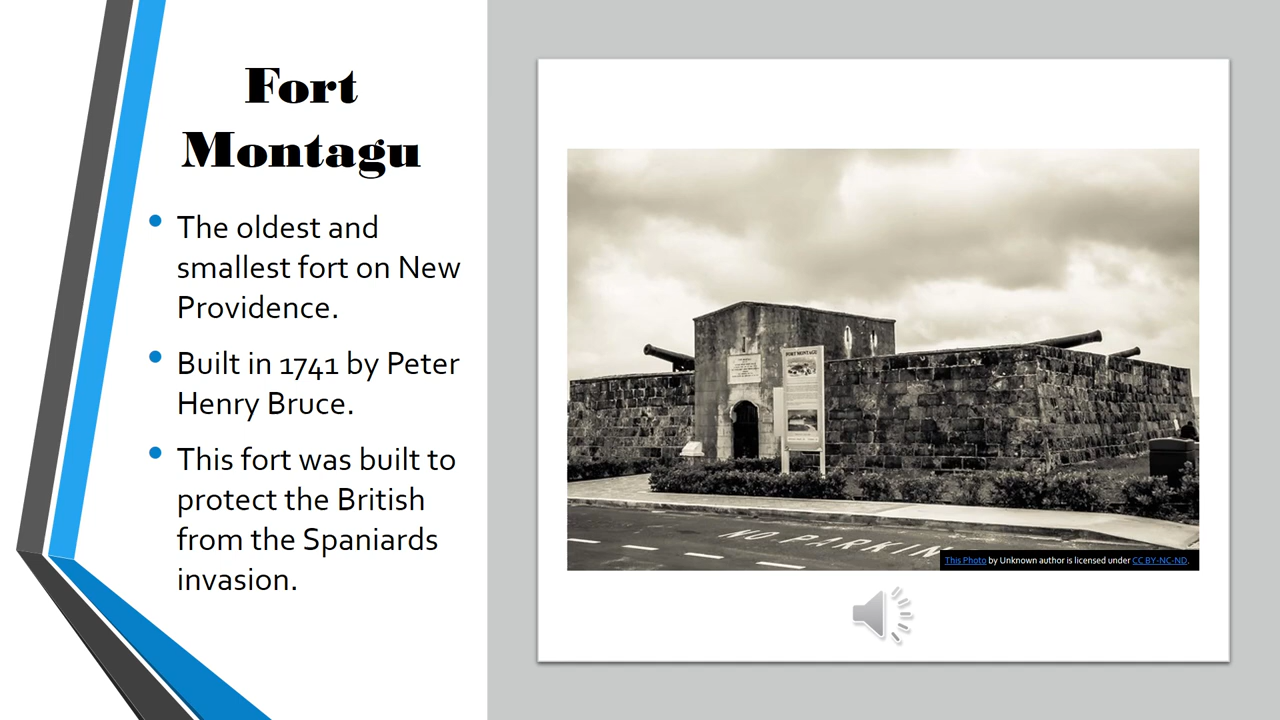 Fort
Montagu
The oldest and
smallest fort on New
Providence.
Built in 1741 by Peter
Henry Bruce.
This fort was built to
protect the British
from the Spaniards
invasion.
FORT MONTAGU
NO PARKIN
This Photo by Unknown author is licensed under CC BY-NC-ND.